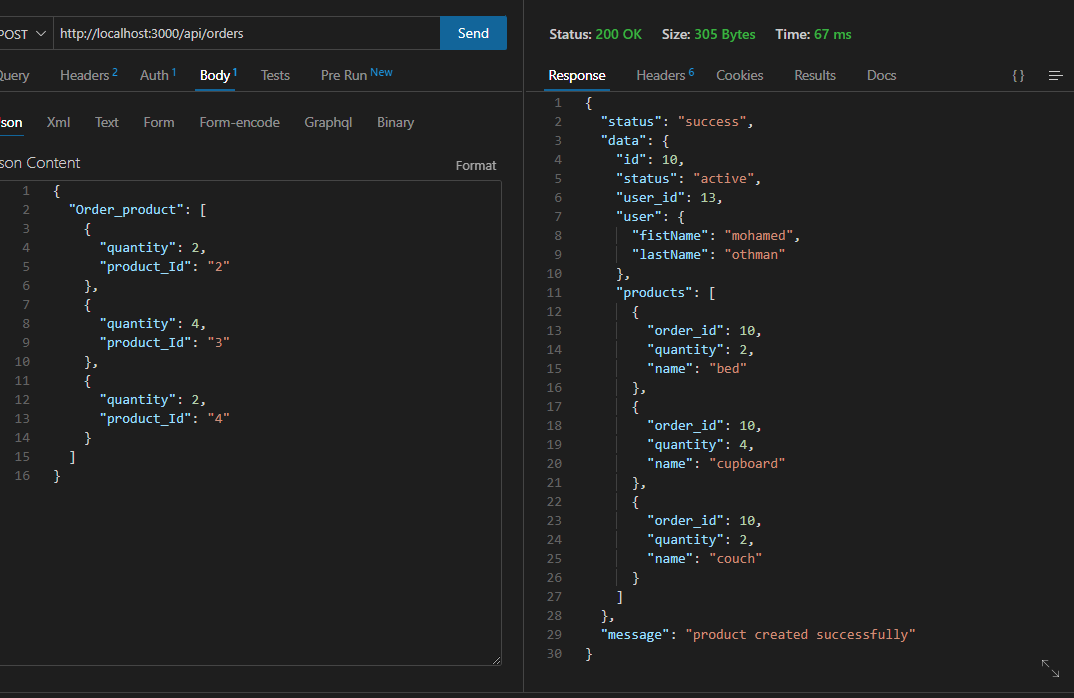 POST http://localhost:3000/api/orders Send
Query Headers 2 Auth 1 Body 1 Tests Pre Run New
Json Xml Text Form Form-encode Graphql Binary
Json Content Format
1 {
2 "Order_product": [
3 {
4 "quantity": 2,
5 "product_Id": "2"
6 },
7 {
8 "quantity": 4,
9 "product_Id": "3"
10 },
11 {
12 "quantity": 2,
13 "product_Id": "4"
14 }
15 ]
16 }
Status: 200 OK Size: 305 Bytes Time: 67 ms
Response Headers 6 Cookies Results Docs { }
1 {
2 "status": "success",
3 "data": {
4 "id": 10,
5 "status": "active",
6 "user_id": 13,
7 "user": {
8 "fistName": "mohamed",
9 "lastName": "othman"
10 },
11 "products": [
12 {
13 "order_id": 10,
14 "quantity": 2,
15 "name": "bed"
16 },
17 {
18 "order_id": 10,
19 "quantity": 4,
20 "name": "cupboard"
21 },
22 {
23 "order_id": 10,
24 "quantity": 2,
25 "name": "couch"
26 }
27 ]
28 },
29 "message": "product created successfully"
30 }